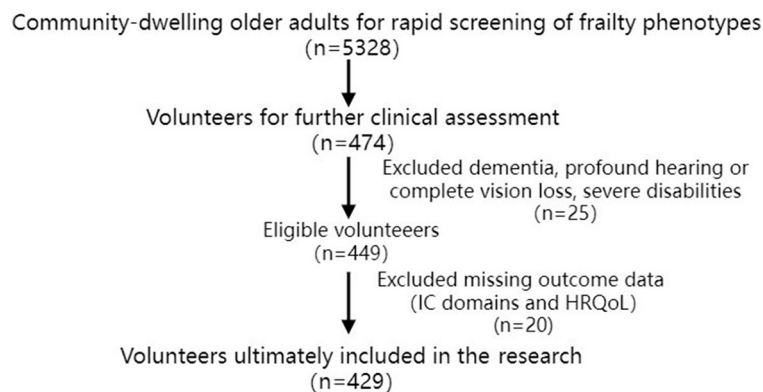 Community-dwelling older adults for rapid screening of frailty phenotypes
(n=5328)
Volunteers for further clinical assessment
(n=474)
Excluded dementia, profound hearing or
complete vision loss, severe disabilities
(n=25)
Eligible volunteeers
(n=449)
Excluded missing outcome data
(IC domains and HRQoL)
(n=20)
Volunteers ultimately included in the research
(n=429)